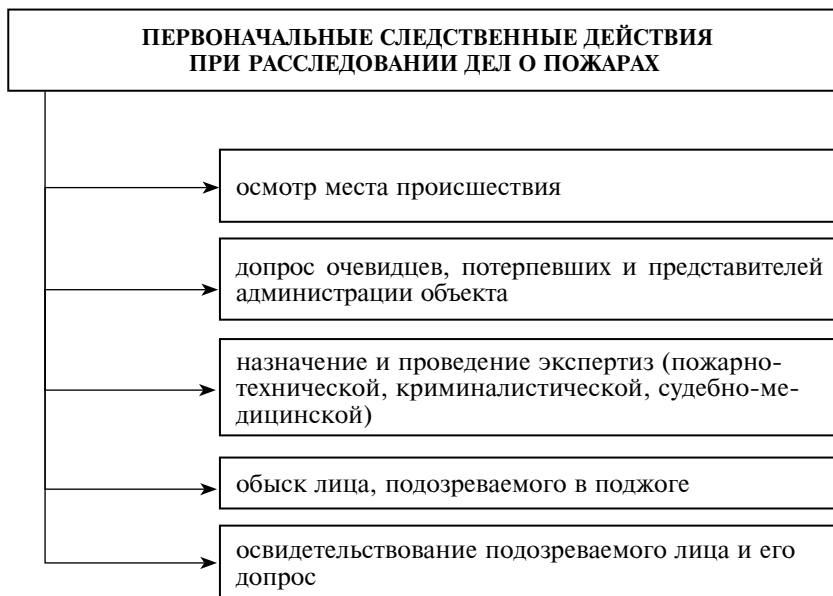 ПЕРВОНАЧАЛЬНЫЕ СЛЕДСТВЕННЫЕ ДЕЙСТВИЯ
ПРИ РАССЛЕДОВАНИИ ДЕЛ О ПОЖАРАХ
осмотр места происшествия
допрос очевидцев, потерпевших и представителей
администрации объекта
назначение и проведение экспертиз (пожарно-
технической, криминалистической, судебно-ме-
дицинской)
обыск лица, подозреваемого в поджоге
освидетельствование подозреваемого лица и его
допрос